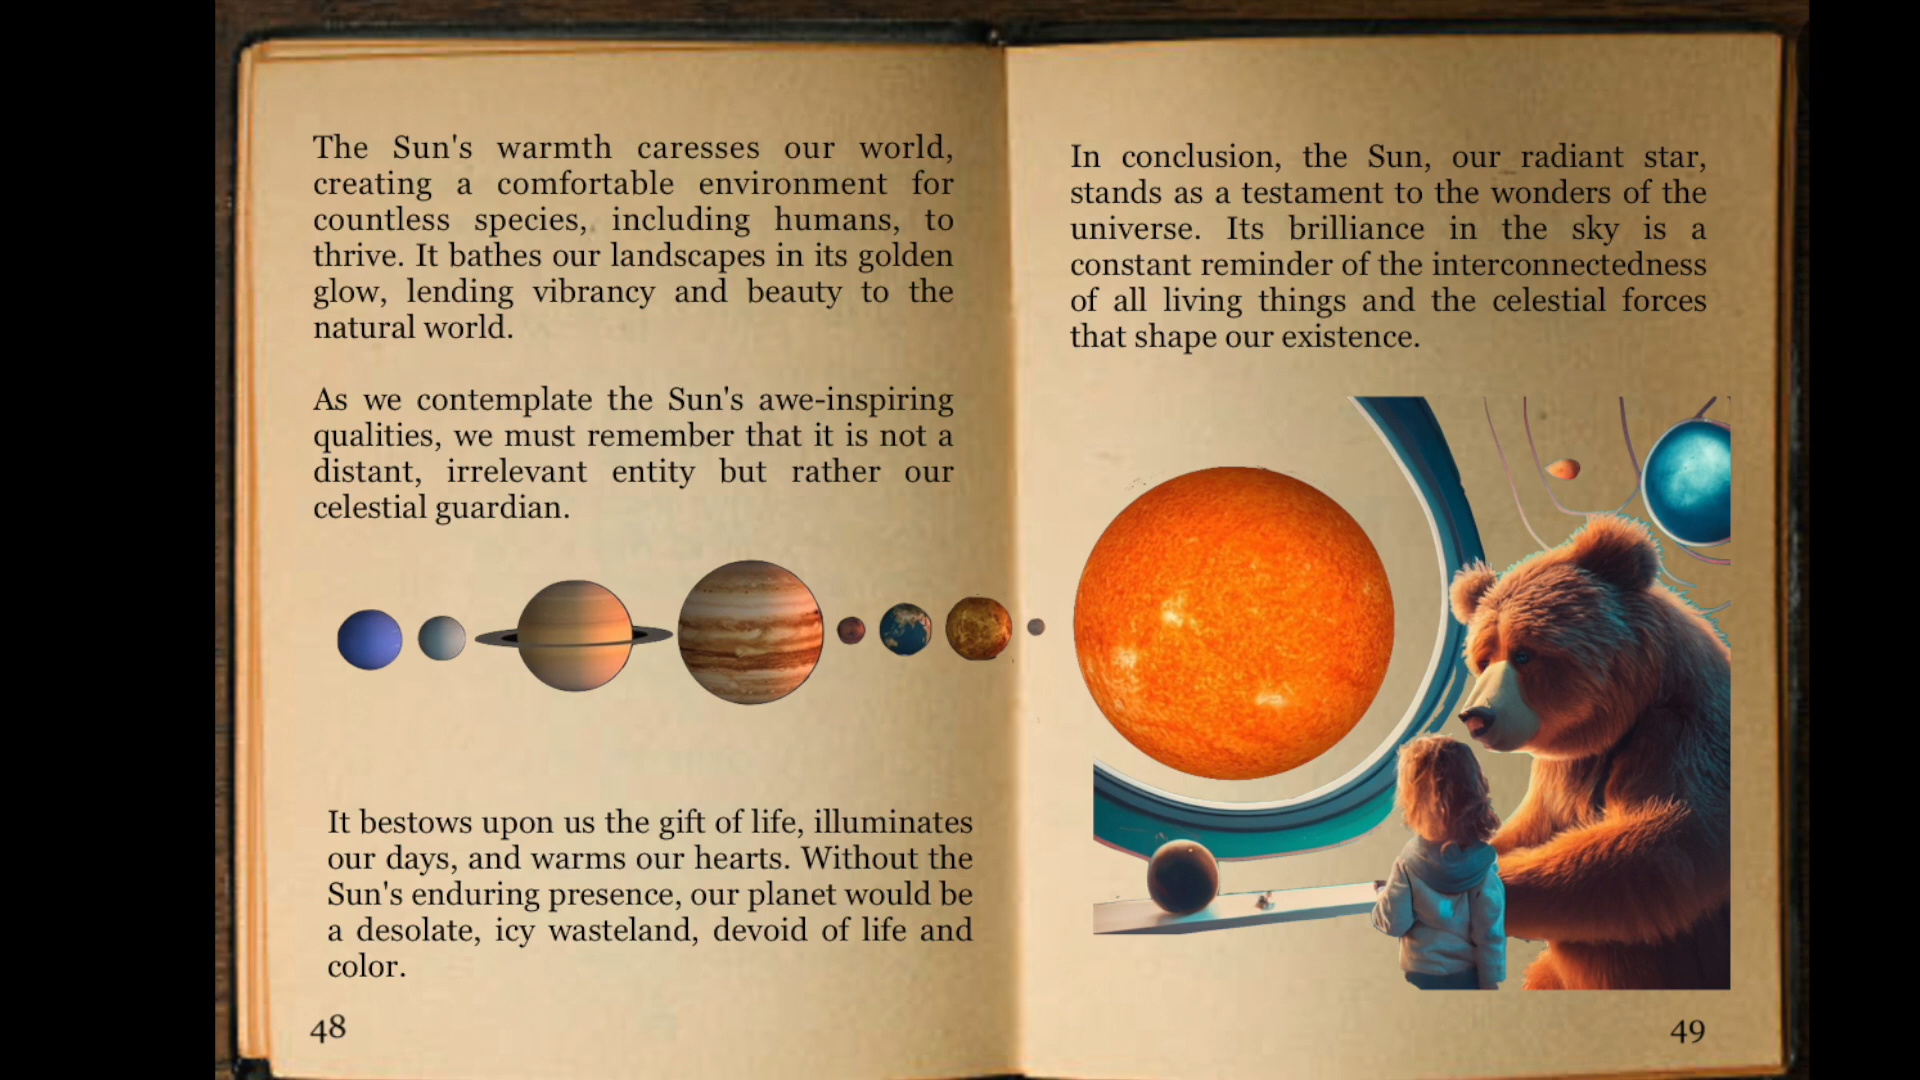 The Sun's warmth caresses our world,
creating a comfortable environment for
countless species, including humans, to
thrive. It bathes our landscapes in its golden
glow, lending vibrancy and beauty to the
natural world.
As we contemplate the Sun's awe-inspiring
qualities, we must remember that it is not a
distant, irrelevant entity but rather our
celestial guardian.
It bestows upon us the gift of life, illuminates
our days, and warms our hearts. Without the
Sun's enduring presence, our planet would be
a desolate, icy wasteland, devoid of life and
color.
48
In conclusion, the Sun, our radiant star,
stands as a testament to the wonders of the
universe. Its brilliance in the sky is a
constant reminder of the interconnectedness
of all living things and the celestial forces
that shape our existence.
49